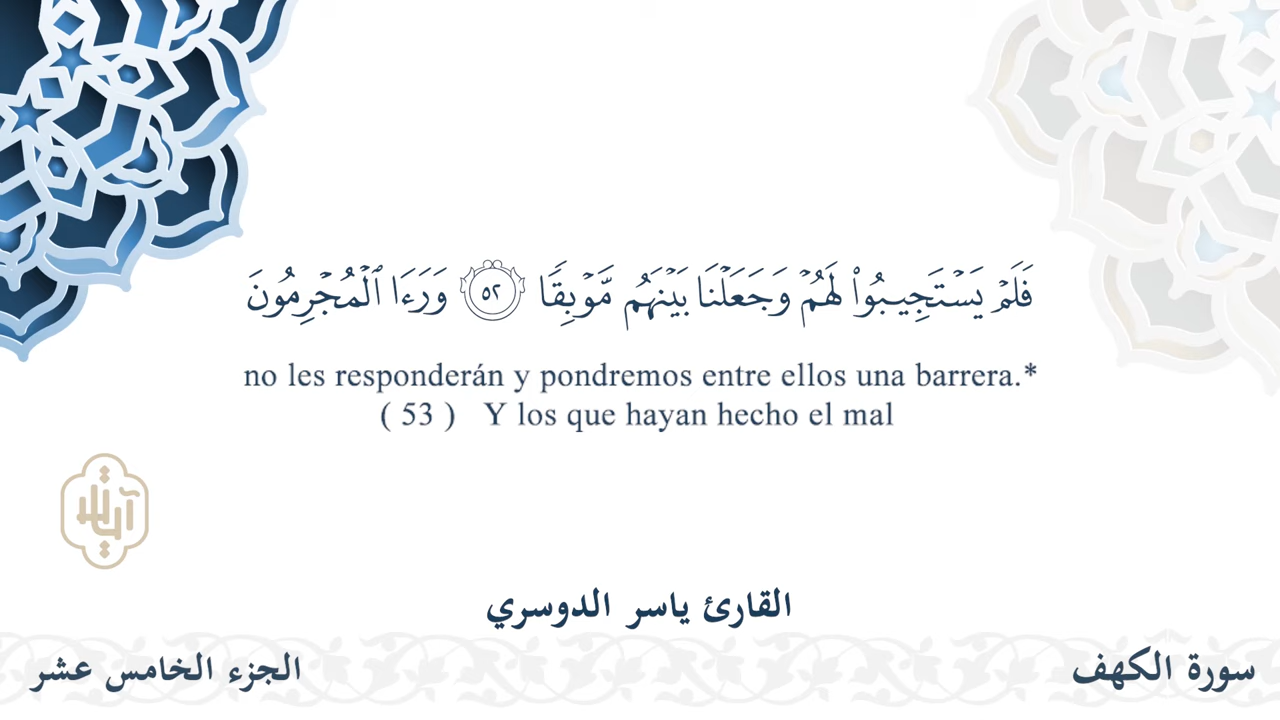 فَلَمۡ يَسۡتَجِيبُواْ لَهُمۡ وَجَعَلۡنَا بَيۡنَهُم مَّوۡبِقٗا ٥٢ وَرَءَا ٱلۡمُجۡرِمُونَ
no les responderán y pondremos entre ellos una barrera.*
( 53 ) Y los que hayan hecho el mal
القارئ ياسر الدوسري
سورة الكهف
الجزء الخامس عشر